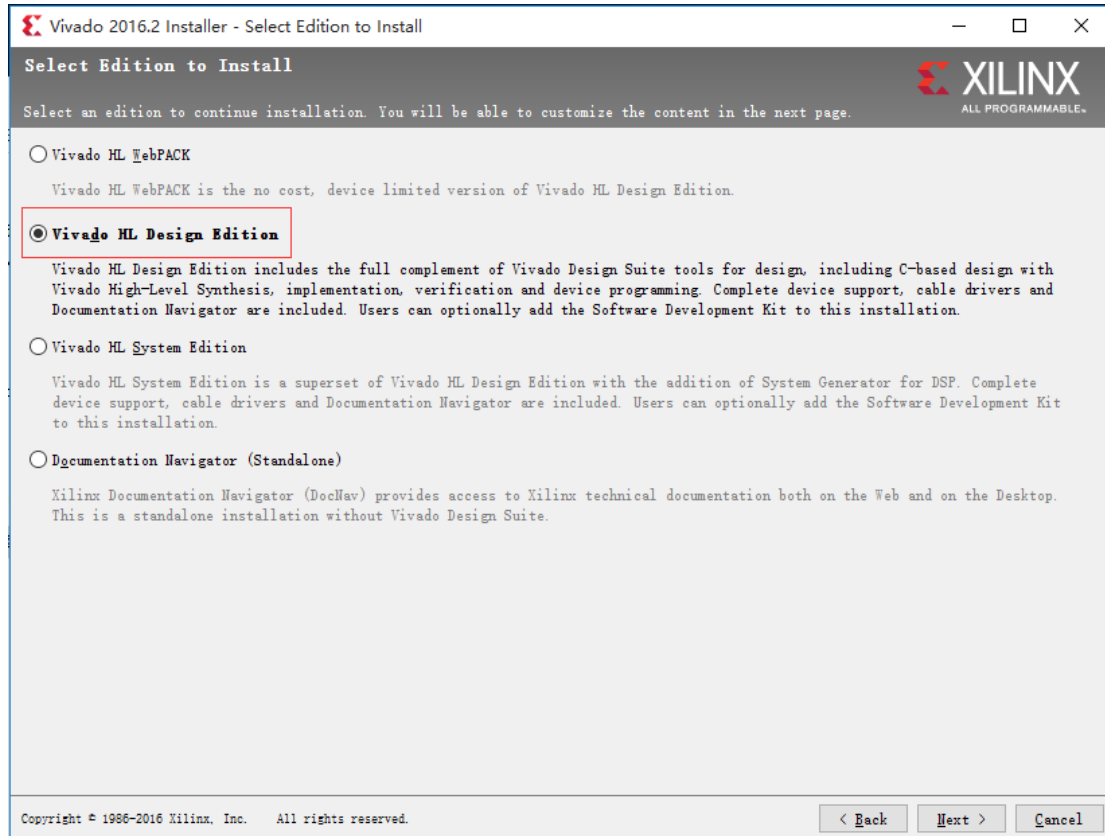 Vivado 2016.2 Installer - Select Edition to Install
Select Edition to Install
XILINX
ALL PROGRAMMABLE™
Select an edition to continue installation. You will be able to customize the content in the next page.
Vivado HL WebPACK
Vivado HL WebPACK is the no cost, device limited version of Vivado HL Design Edition.
Vivado HL Design Edition
Vivado HL Design Edition includes the full complement of Vivado Design Suite tools for design, including C-based design with
Vivado High-Level Synthesis, implementation, verification and device programming. Complete device support, cable drivers and
Documentation Navigator are included. Users can optionally add the Software Development Kit to this installation.
Vivado HL System Edition
Vivado HL System Edition is a superset of Vivado HL Design Edition with the addition of System Generator for DSP. Complete
device support, cable drivers and Documentation Navigator are included. Users can optionally add the Software Development Kit
to this installation.
Documentation Navigator (Standalone)
Xilinx Documentation Navigator (DocNav) provides access to Xilinx technical documentation both on the Web and on the Desktop.
This is a standalone installation without Vivado Design Suite.
Copyright © 1986-2016 Xilinx, Inc. All rights reserved.
< Back
Next >
Cancel